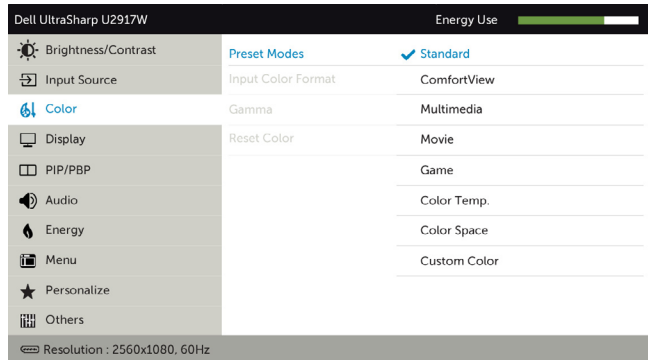 Dell UltraSharp U2917W Energy Use
Brightness/Contrast Preset Modes Standard
Input Source Input Color Format ComfortView
Color Gamma Multimedia
Display Reset Color Movie
PIP/PBP Game
Audio Color Temp.
Energy Color Space
Menu Custom Color
Personalize
Others
Resolution : 2560x1080, 60Hz